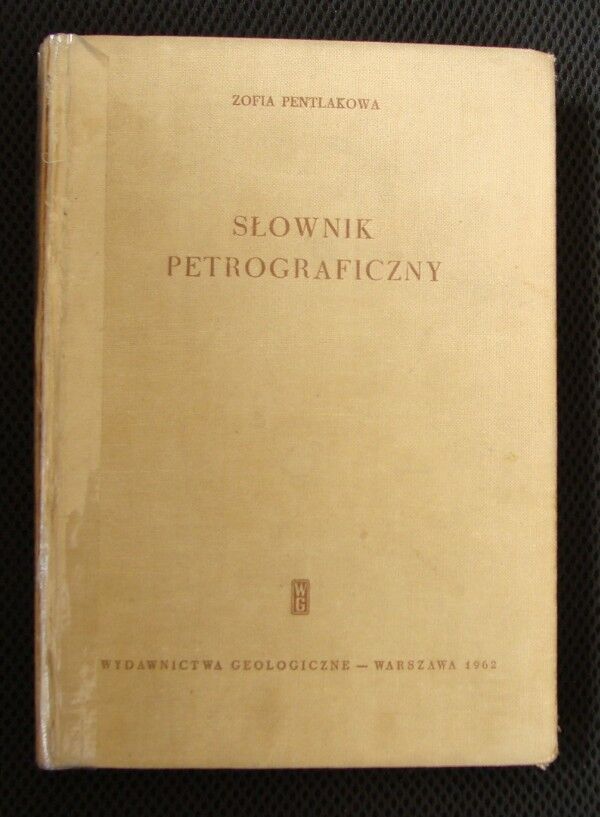 ZOFIA PENTLAKOWA
SŁOWNIK
PETROGRAFICZNY
WG
WYDAWNICTWA GEOLOGICZNE — WARSZAWA 1962